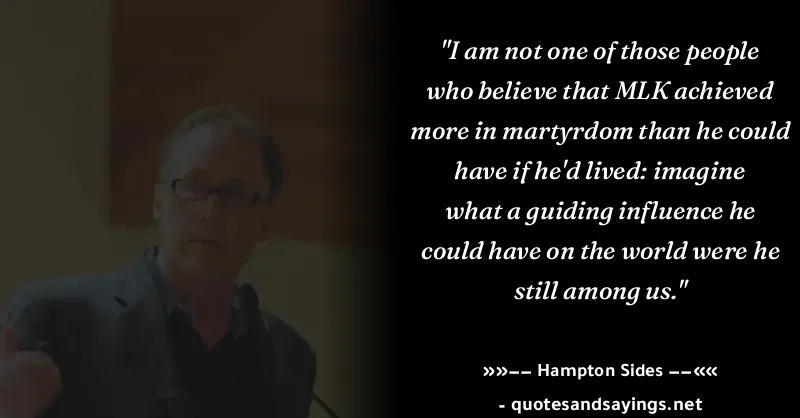 "I am not one of those people
who believe that MLK achieved
more in martyrdom than he could
have if he'd lived: imagine
what a guiding influence he
could have on the world were he
still among us."
»»−− Hampton Sides −−««
- quotesandsayings.net